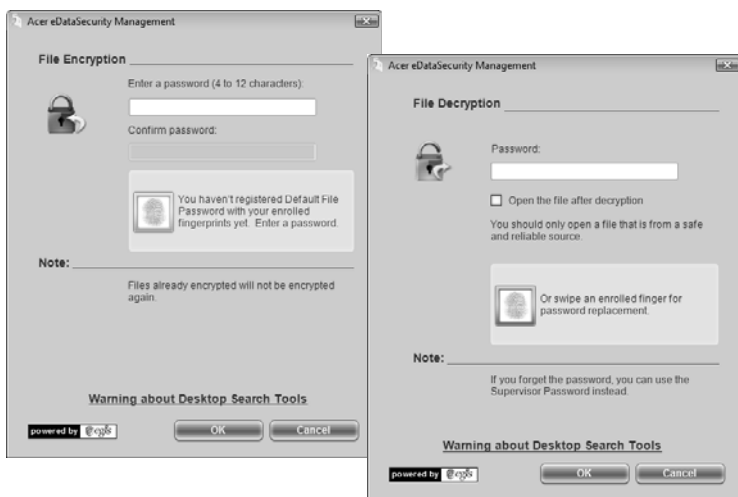 Acer eDataSecurity Management
File Encryption
Enter a password (4 to 12 characters):
Confirm password:
You haven't registered Default File
Password with your enrolled
fingerprints yet. Enter a password.
Note:
Files already encrypted will not be encrypted
again.
Warning about Desktop Search Tools
powered by egis
OK
Cancel
Acer eDataSecurity Management
File Decryption
Password:
Open the file after decryption
You should only open a file that is from a safe
and reliable source.
Or swipe an enrolled finger for
password replacement.
Note:
If you forget the password, you can use the
Supervisor Password instead.
Warning about Desktop Search Tools
powered by egis
OK
Cancel